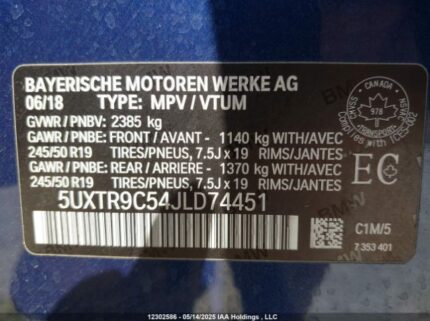 BAYERISCHE MOTOREN WERKE AG
06/18 TYPE: MPV / VTUM
GVWR / PNBV: 2385 kg
GAWR / PNBE: FRONT / AVANT - 1140 kg WITH/AVEC
245/50 R19 TIRES/PNEUS, 7.5J x 19 RIMS/JANTES
GAWR / PNBE: REAR / ARRIERE - 1370 kg WITH/AVEC
245/50 R19 TIRES/PNEUS, 7.5J x 19 RIMS/JANTES
5UXTR9C54JLD74451
CANADA
978
TRANSPORT
EC
C1M/5
7 353 401
12302586 - 05/14/2025 IAA Holdings, LLC